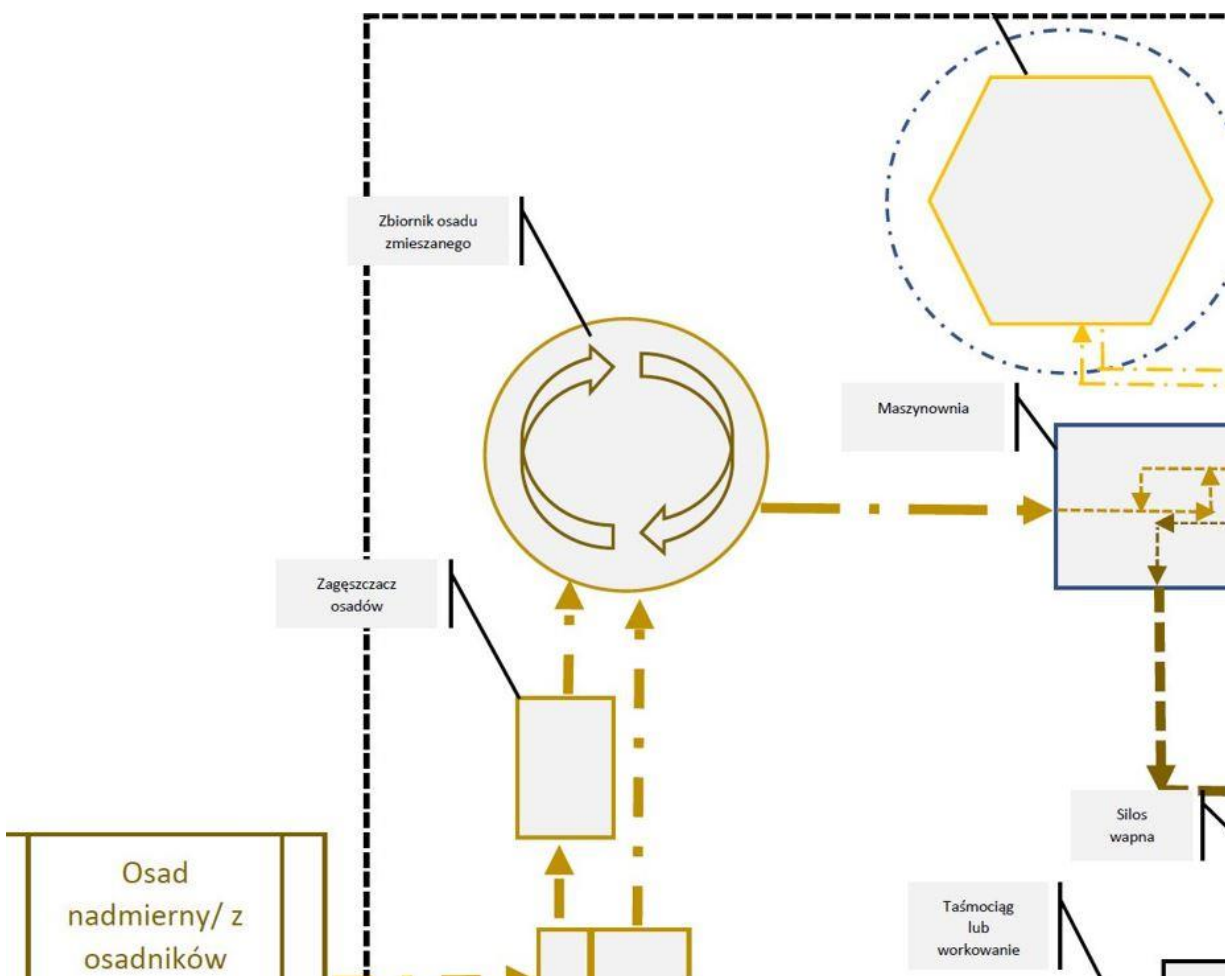 Zbiornik osadu
zmieszanego
Maszynownia
Zagęszczacz
osadów
Silos
wapna
Osad
nadmierny/ z
osadników
Taśmociąg
lub
workowanie